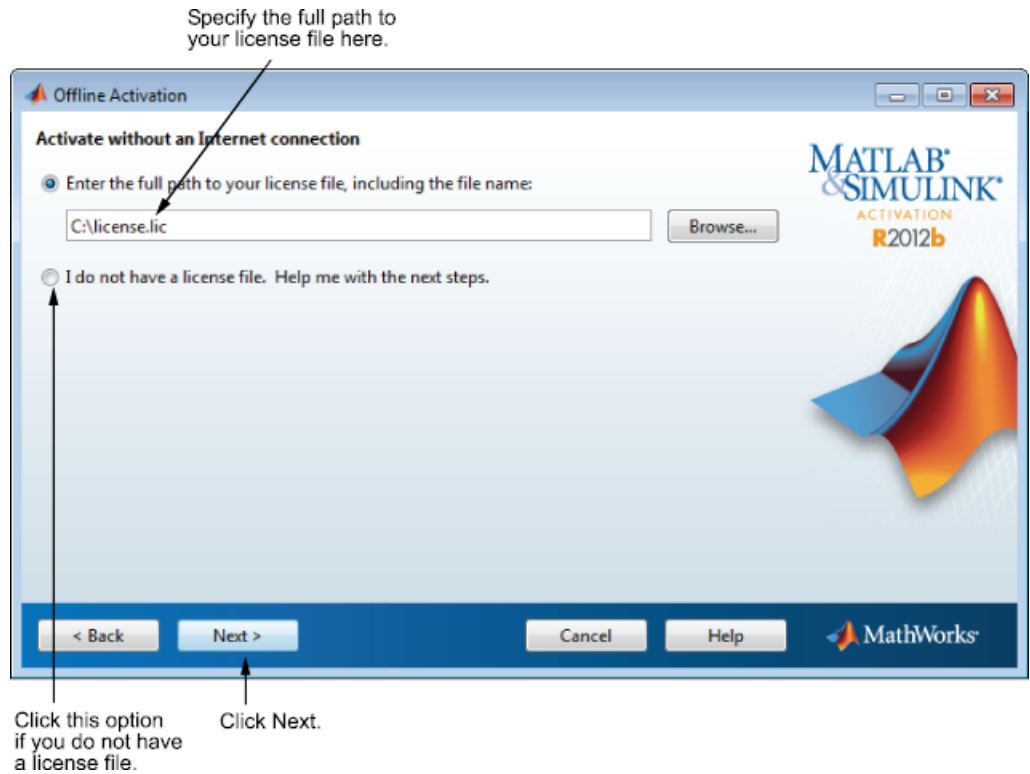 Specify the full path to
your license file here.
Offline Activation
Activate without an Internet connection
Enter the full path to your license file, including the file name:
C:\license.lic
Browse...
I do not have a license file.  Help me with the next steps.
MATLAB®
&SIMULINK®
ACTIVATION
R2012b
< Back
Next >
Cancel
Help
MathWorks®
Click this option
if you do not have
a license file.
Click Next.